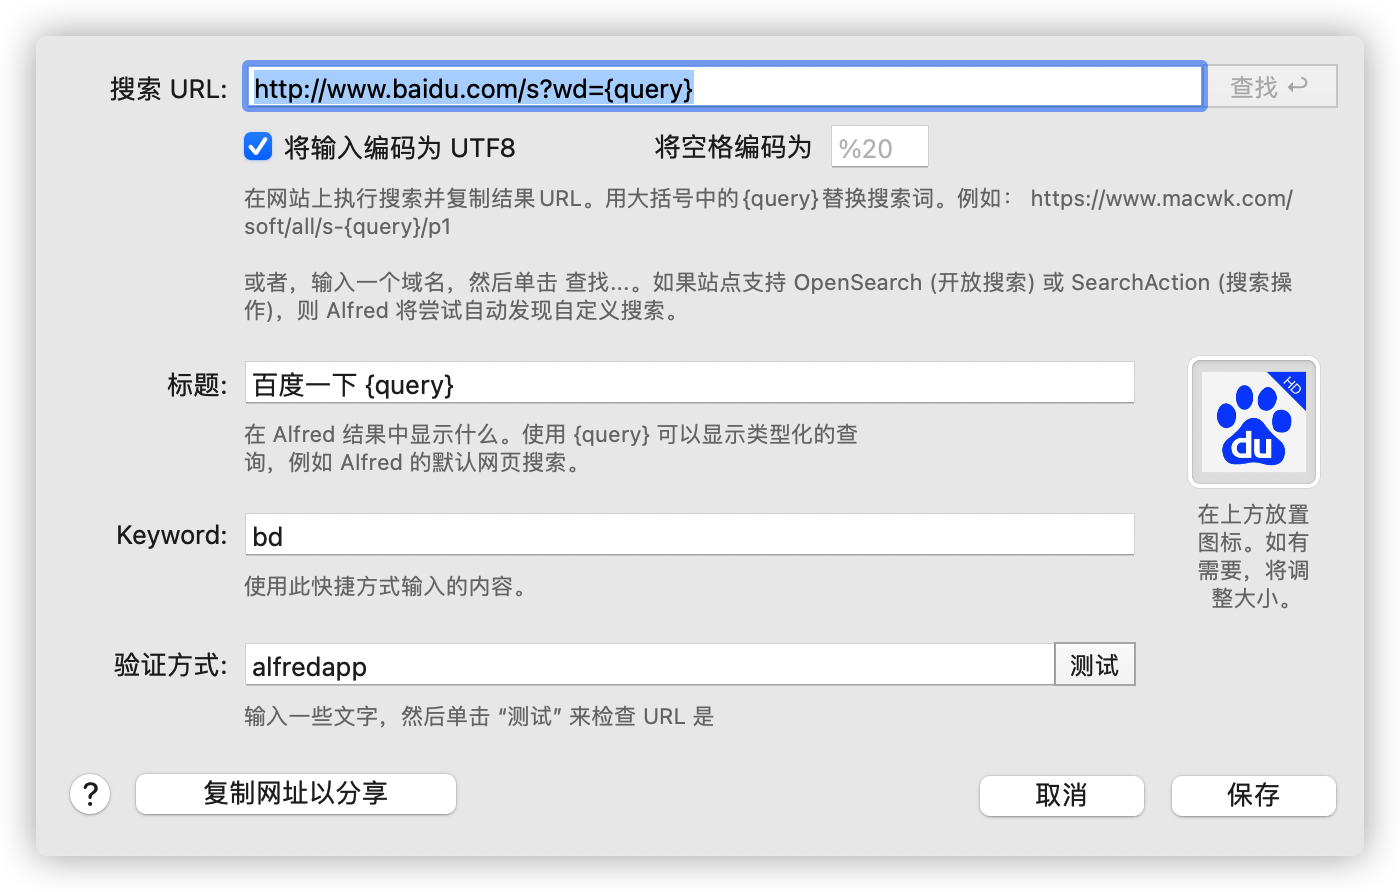 搜索 URL: http://www.baidu.com/s?wd={query} 查找
将输入编码为 UTF8 将空格编码为 %20
在网站上执行搜索并复制结果URL。用大括号中的{query}替换搜索词。例如： https://www.macwk.com/
soft/all/s-{query}/p1
或者，输入一个域名，然后单击 查找...。如果站点支持 OpenSearch (开放搜索) 或 SearchAction (搜索操
作)，则 Alfred 将尝试自动发现自定义搜索。
标题: 百度一下 {query}
在 Alfred 结果中显示什么。使用 {query} 可以显示类型化的查
询，例如 Alfred 的默认网页搜索。
HD
du
在上方放置
图标。如有
需要，将调
整大小。
Keyword: bd
使用此快捷方式输入的内容。
验证方式: alfredapp 测试
输入一些文字，然后单击 “测试” 来检查 URL 是
? 复制网址以分享 取消 保存